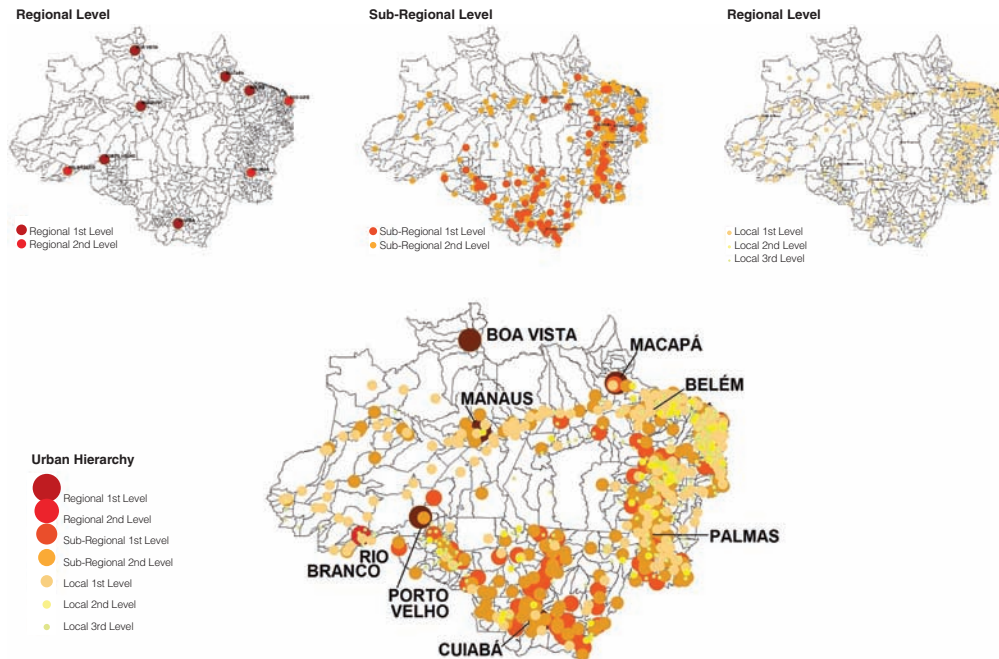 Regional Level
Sub-Regional Level
Regional Level
BOA VISTA
Regional 1st Level
Regional 2nd Level
Sub-Regional 1st Level
Sub-Regional 2nd Level
Local 1st Level
Local 2nd Level
Local 3rd Level
BOA VISTA
MACAPÁ
BELÉM
MANAUS
PALMAS
RIO
BRANCO
PORTO
VELHO
CUIABÁ
Urban Hierarchy
Regional 1st Level
Regional 2nd Level
Sub-Regional 1st Level
Sub-Regional 2nd Level
Local 1st Level
Local 2nd Level
Local 3rd Level